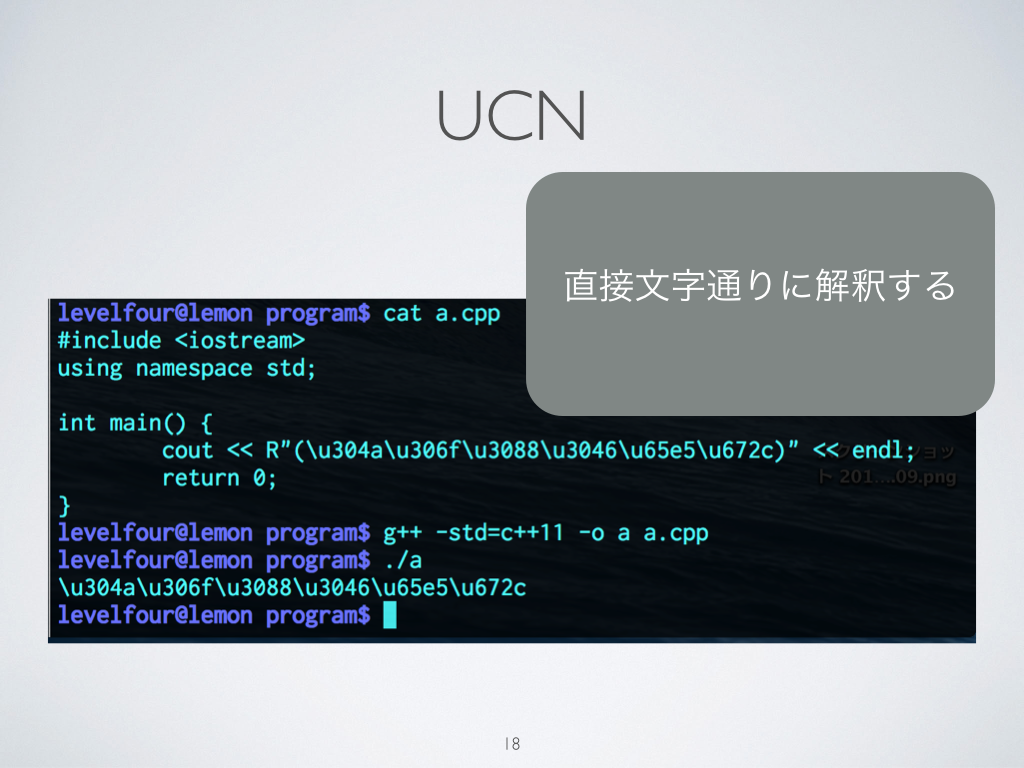 UCN
直接文字通りに解釈する
levelfour@lemon program$ cat a.cpp
#include <iostream>
using namespace std;
int main() {
cout << R"(\u304a\u306f\u3088\u3046\u65e5\u672c)" << endl;
return 0;
}
levelfour@lemon program$ g++ -std=c++11 -o a a.cpp
levelfour@lemon program$ ./a
\u304a\u306f\u3088\u3046\u65e5\u672c
levelfour@lemon program$
ト 201....09.png
18